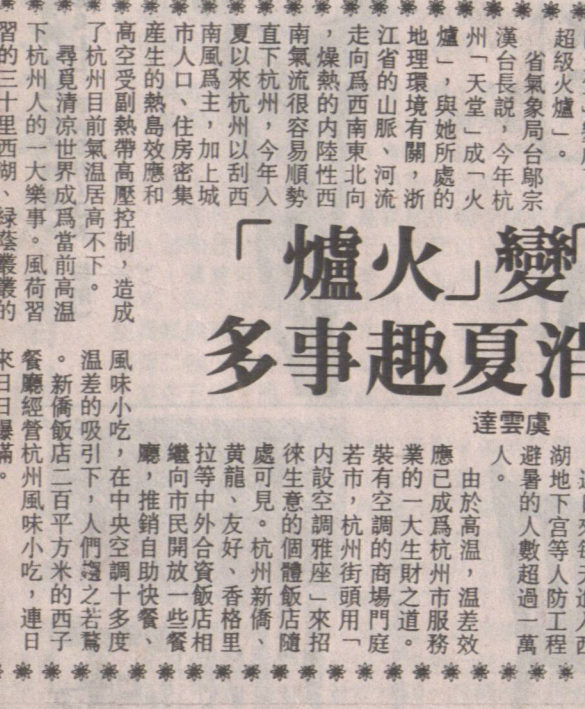 變「火爐」
消夏趣事多
虞雲達
超级火爐」。
省氣象局台鄔宗
漢台長説，今年杭
州「天堂」成「火
爐」，與她所處的
地理環境有關，浙
江省的山脈、河流
走向爲西南東北向
，燥熱的内陸性西
南氣流很容易順勢
直下杭州，今年入
夏以來杭州以刮西
南風爲主，加上城
市人口、住房密集
産生的熱島效應和
高空受副熱帶高壓控制，造成
了杭州目前氣温居高不下。
尋覓清凉世界成爲當前高温
下杭州人的一大樂事。風荷習
習的三十里西湖、緑蔭叢叢的
湖地下宫等人防工程
避暑的人數超過一萬
人。
由於高温，温差效
應已成爲杭州市服務
業的一大生財之道。
裝有空調的商場門庭
若市，杭州街頭用「
内設空調雅座」來招
徠生意的個體飯店隨
處可見。杭州新僑、
黄龍、友好、香格里
拉等中外合資飯店相
繼向市民開放一些餐
廳，推銷自助快餐、
風味小吃，在中央空調十多度
温差的吸引下，人們趨之若鶩
。新僑飯店二百平方米的西子
餐廳經營杭州風味小吃，連日
來日日爆滿。